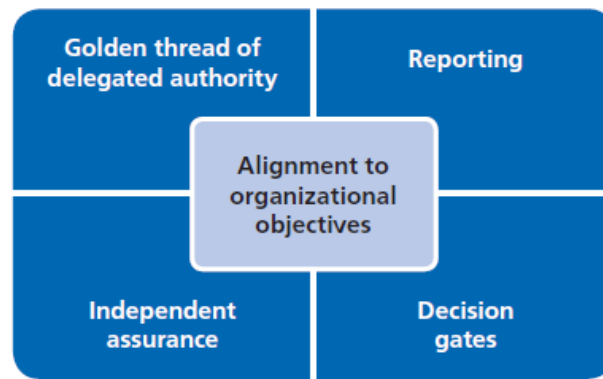 Golden thread of
delegated authority
Reporting
Alignment to
organizational
objectives
Independent
assurance
Decision
gates